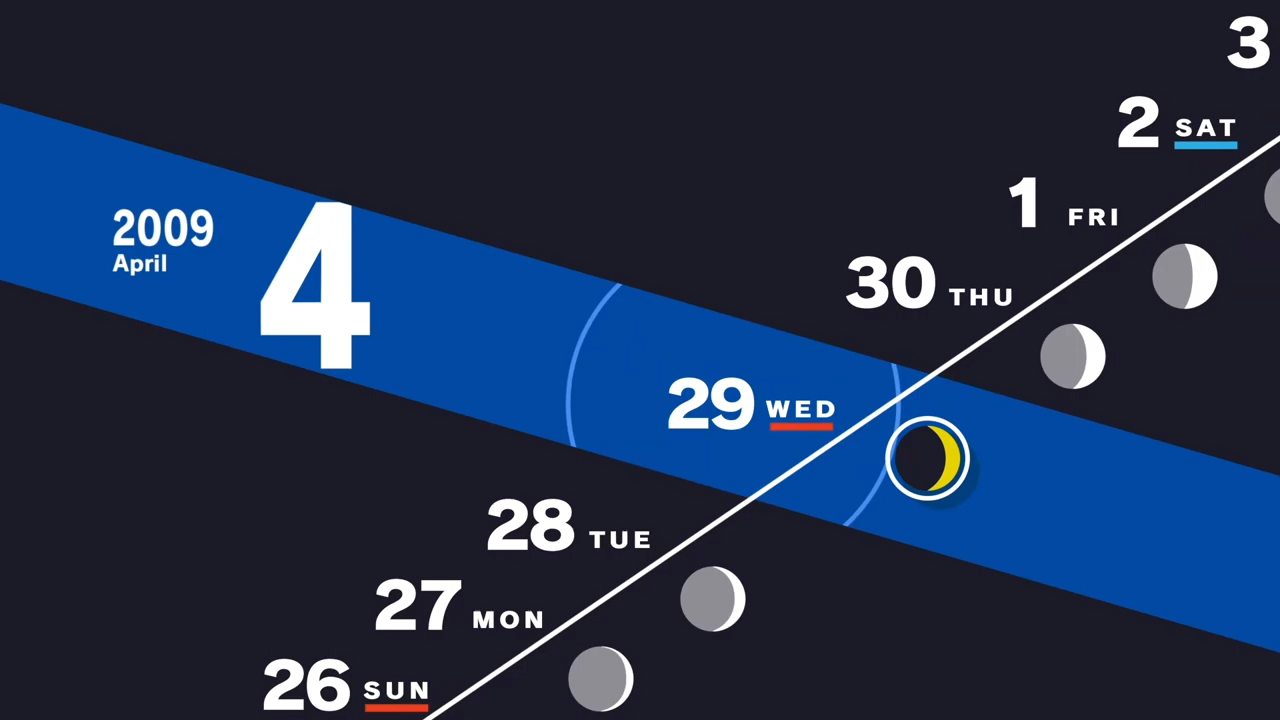 3
2 SAT
1 FRI
30 THU
2009
April
4
29 WED
28 TUE
27 MON
26 SUN